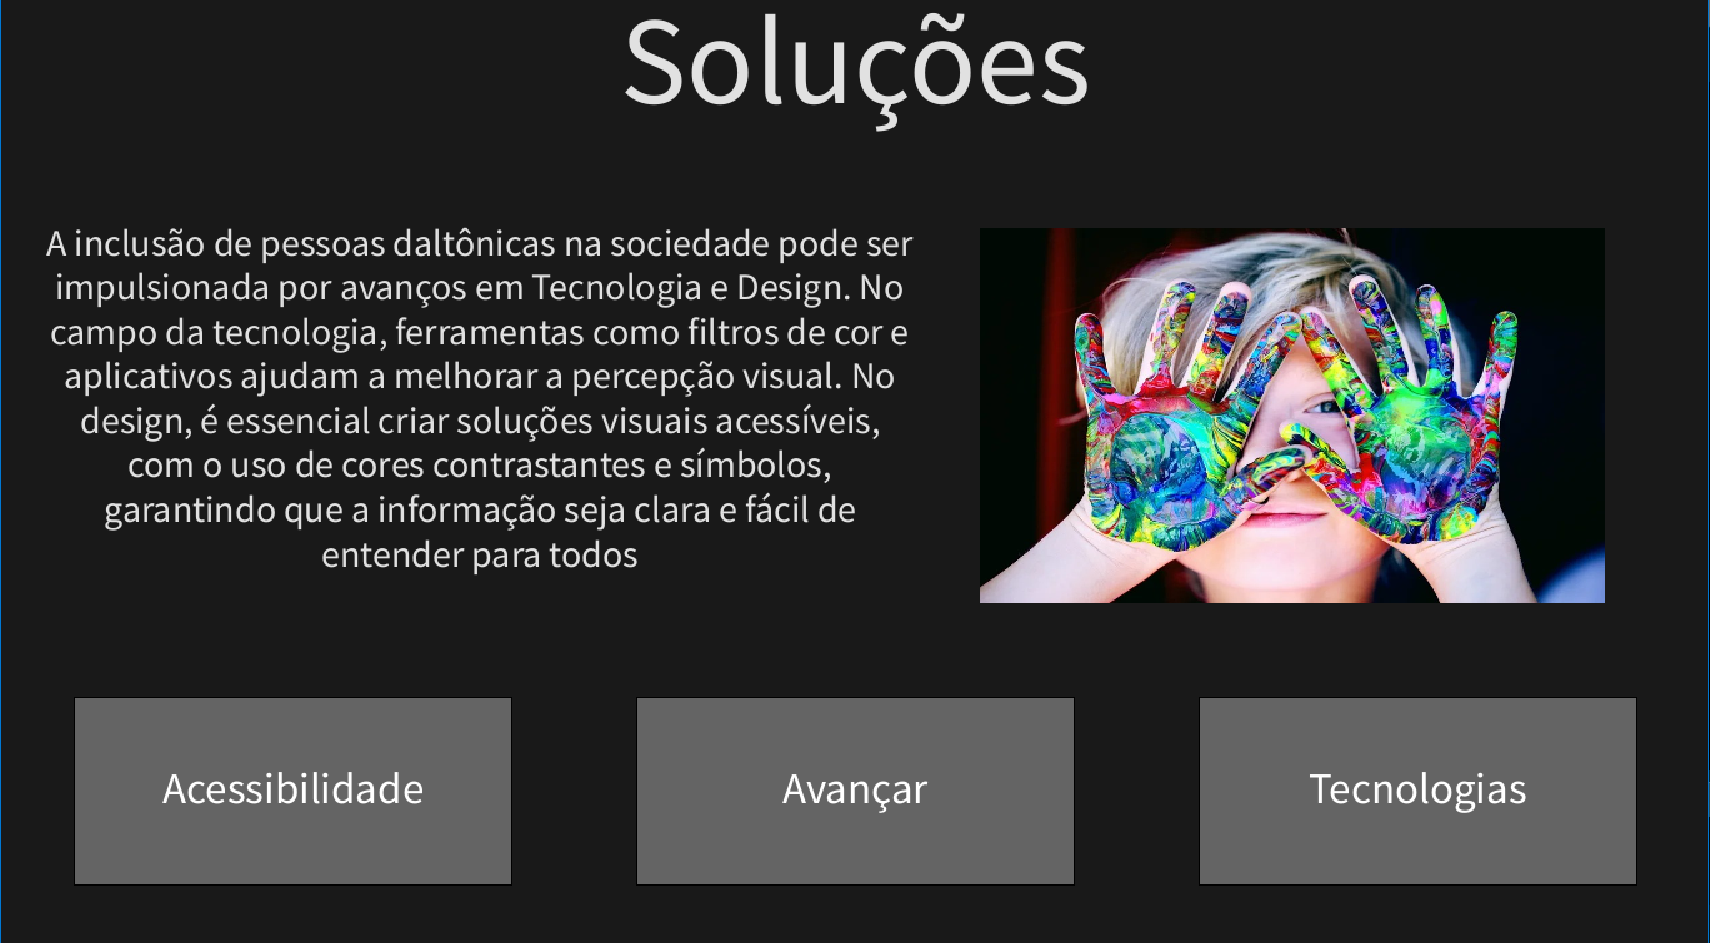 Soluções
A inclusão de pessoas daltônicas na sociedade pode ser
impulsionada por avanços em Tecnologia e Design. No
campo da tecnologia, ferramentas como filtros de cor e
aplicativos ajudam a melhorar a percepção visual. No
design, é essencial criar soluções visuais acessíveis,
com o uso de cores contrastantes e símbolos,
garantindo que a informação seja clara e fácil de
entender para todos
Acessibilidade
Avançar
Tecnologias